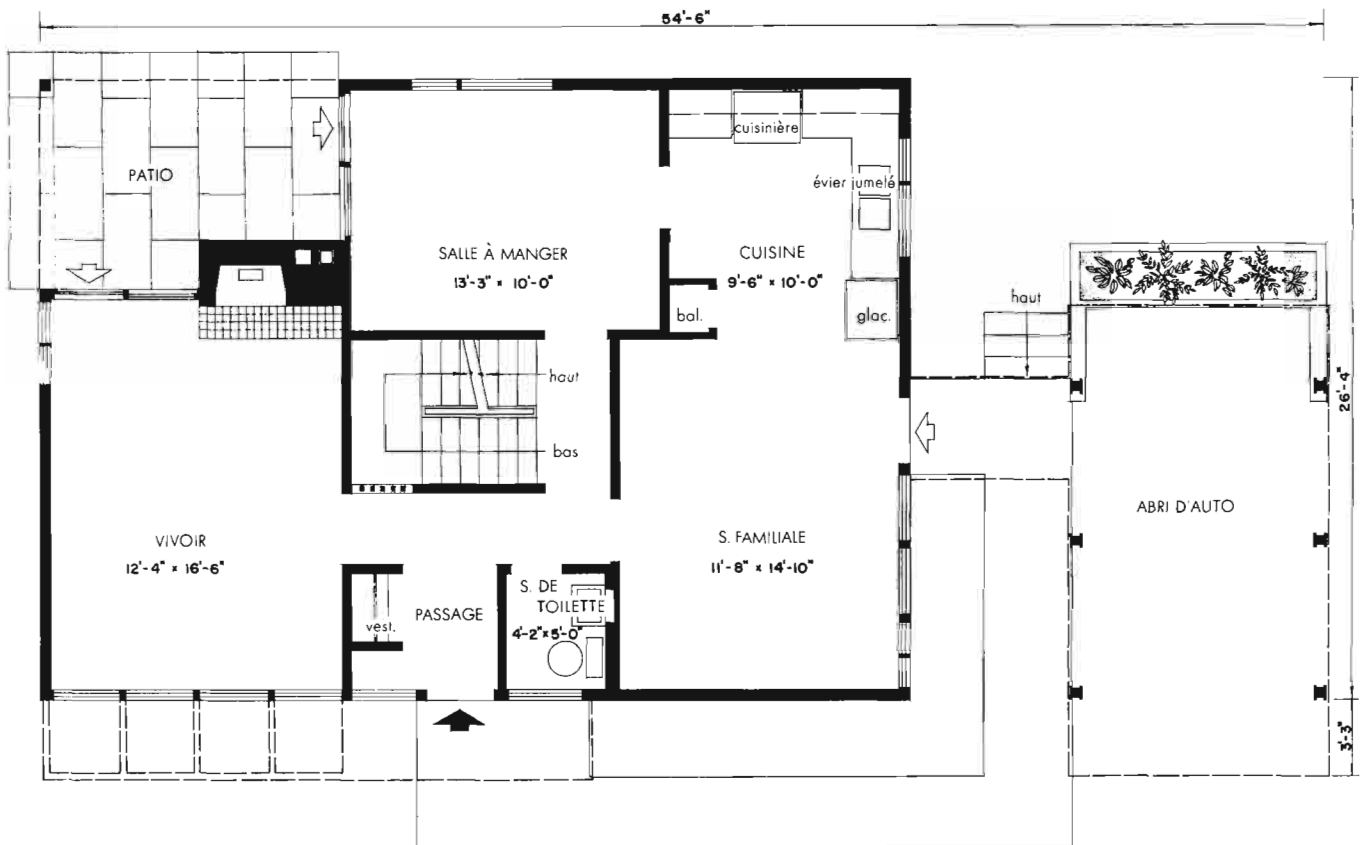 54'-6"
PATIO
cuisinière
évier jumelé
SALLE À MANGER
13'-3" x 10'-0"
CUISINE
9'-6" x 10'-0"
bal.
glac.
haut
haut
bas
26'-4"
VIVOIR
12'-4" x 16'-6"
S. FAMILIALE
11'-8" x 14'-10"
ABRI D'AUTO
vest.
PASSAGE
S. DE
TOILETTE
4'-2" x 5'-0"
3'-3"